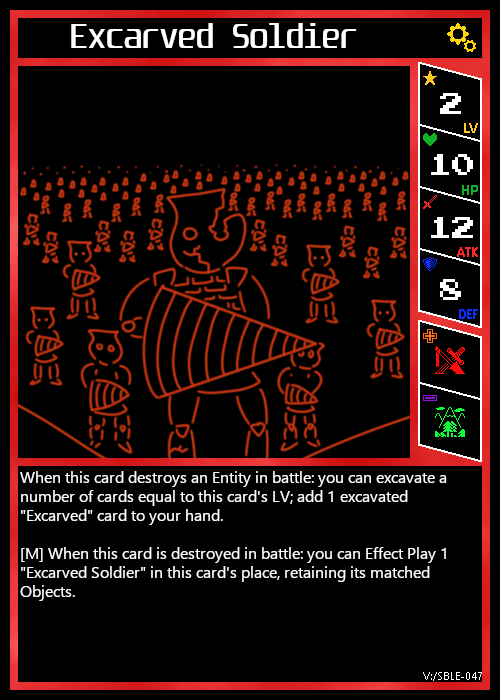 Excarved Soldier
2
LV
10
HP
12
ATK
8
DEF
When this card destroys an Entity in battle: you can excavate a
number of cards equal to this card's LV; add 1 excavated
"Excarved" card to your hand.
[M] When this card is destroyed in battle: you can Effect Play 1
"Excarved Soldier" in this card's place, retaining its matched
Objects.
V:/SBLE-047